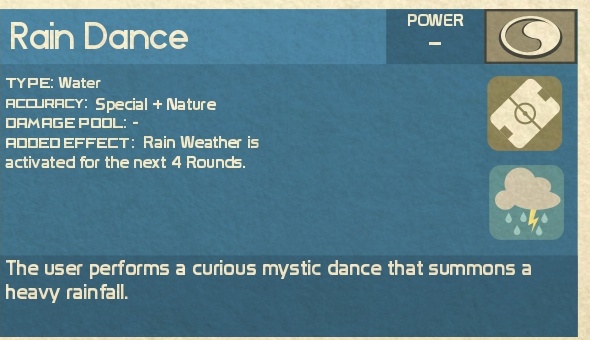 Rain Dance
POWER
–
TYPE: Water
ACCURACY: Special + Nature
DAMAGE POOL: -
ADDED EFFECT: Rain Weather is
activated for the next 4 Rounds.
The user performs a curious mystic dance that summons a
heavy rainfall.